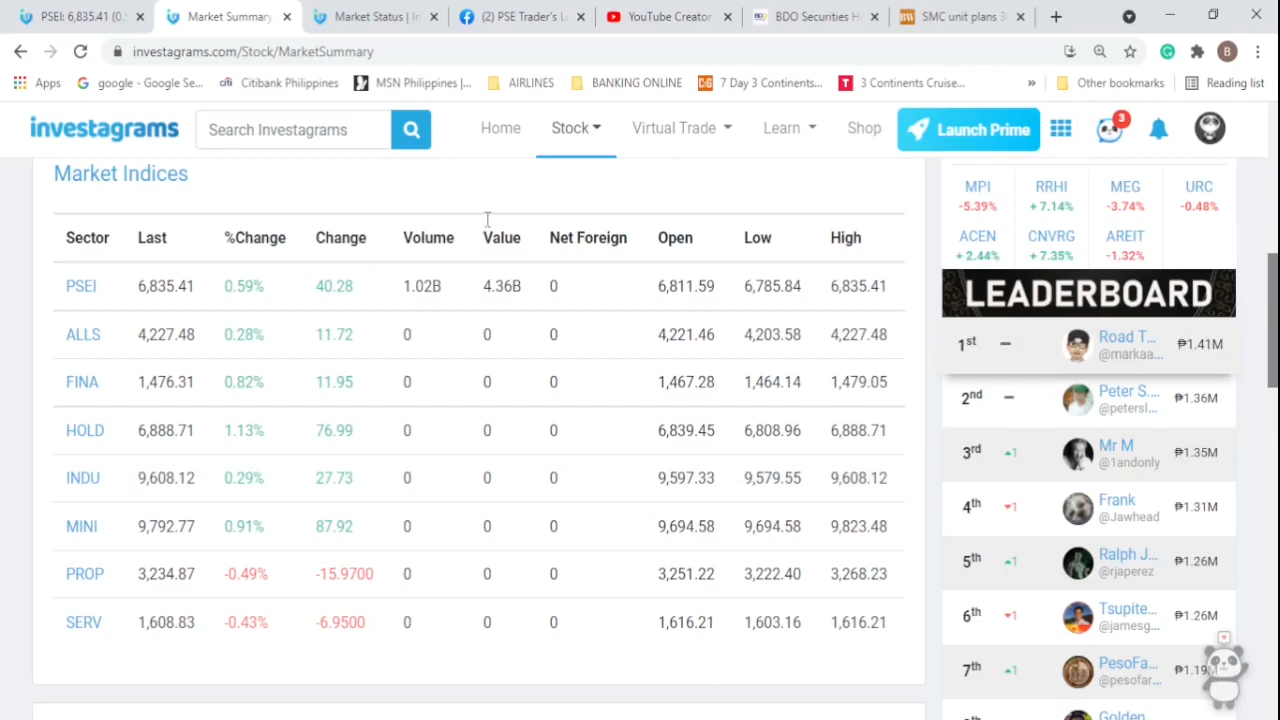 PSEI: 6,835.41 (0.5
Market Summary
Market Status | In
(2) PSE Trader's L
YouTube Creator
BDO Securities H
SMC unit plans 3
investagrams.com/Stock/MarketSummary
B
Apps
google - Google Se...
Citibank Philippines
MSN Philippines |...
AIRLINES
BANKING ONLINE
7 Day 3 Continents...
3 Continents Cruise...
»
Other bookmarks
Reading list
investagrams
Search Investagrams
Home
Stock
Virtual Trade
Learn
Shop
Launch Prime
3
Market Indices
Sector Last %Change Change Volume Value Net Foreign Open Low High
PSEI 6,835.41 0.59% 40.28 1.02B 4.36B 0 6,811.59 6,785.84 6,835.41
ALLS 4,227.48 0.28% 11.72 0 0 0 4,221.46 4,203.58 4,227.48
FINA 1,476.31 0.82% 11.95 0 0 0 1,467.28 1,464.14 1,479.05
HOLD 6,888.71 1.13% 76.99 0 0 0 6,839.45 6,808.96 6,888.71
INDU 9,608.12 0.29% 27.73 0 0 0 9,597.33 9,579.55 9,608.12
MINI 9,792.77 0.91% 87.92 0 0 0 9,694.58 9,694.58 9,823.48
PROP 3,234.87 -0.49% -15.9700 0 0 0 3,251.22 3,222.40 3,268.23
SERV 1,608.83 -0.43% -6.9500 0 0 0 1,616.21 1,603.16 1,616.21
MPI RRHI MEG URC
-5.39% +7.14% -3.74% -0.48%
ACEN CNVRG AREIT
+2.44% +7.35% -1.32%
LEADERBOARD
1st Road T... ₱1.41M
@markaa...
2nd Peter S.... ₱1.36M
@petersl...
3rd 1 Mr M ₱1.35M
@1andonly
4th 1 Frank ₱1.31M
@Jawhead
5th 1 Ralph J... ₱1.26M
@rjaperez
6th 1 Tsupite... ₱1.26M
@jamesg...
7th 1 PesoFa... ₱1.19M
@pesofar...
Golden